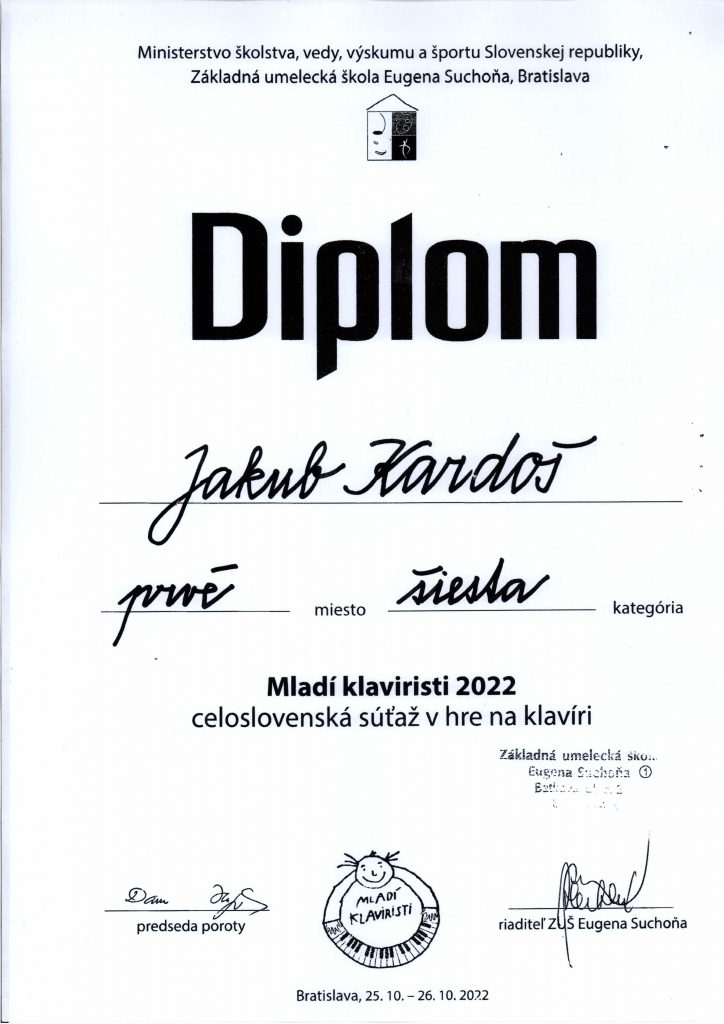 Ministerstvo školstva, vedy, výskumu a športu Slovenskej republiky,
Základná umelecká škola Eugena Suchoňa, Bratislava
Diplom
Jakub Kardoš
prvé miesto šiesta kategória
Mladí klaviristi 2022
celoslovenská súťaž v hre na klavíri
Základná umelecká
Eugena Suchoňa 1
MLADÍ
KLAVIRISTI
predseda poroty
riaditeľ ZUŠ Eugena Suchoňa
Bratislava, 25. 10. – 26. 10. 2022